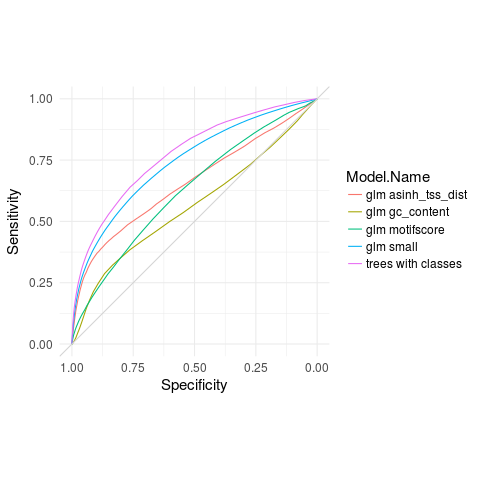 1.00
0.75
0.50
0.25
0.00
Sensitivity
1.00 0.75 0.50 0.25 0.00
Specificity
Model.Name
glm asinh_tss_dist
glm gc_content
glm motifscore
glm small
trees with classes